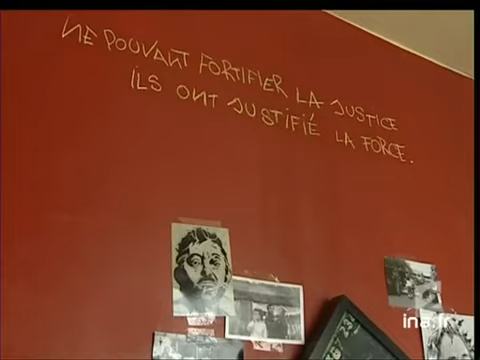 NE POUVANT FORTIFIER LA JUSTICE
ILS ONT JUSTIFIÉ LA FORCE.
ina.fr